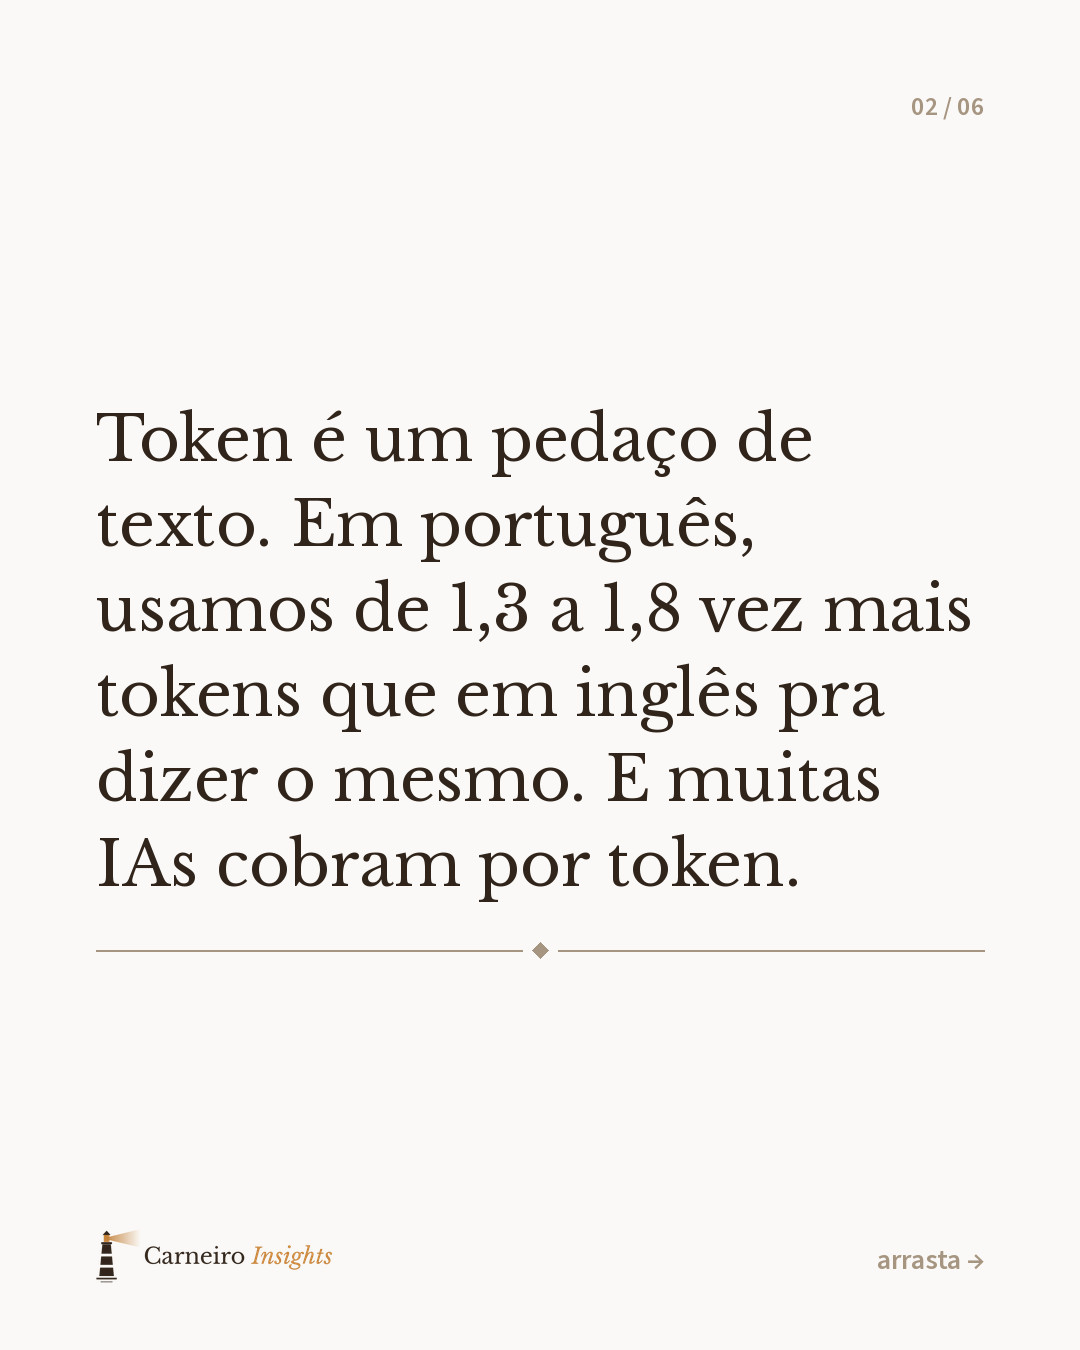 02 / 06
Token é um pedaço de
texto. Em português,
usamos de 1,3 a 1,8 vez mais
tokens que em inglês pra
dizer o mesmo. E muitas
IAs cobram por token.
Carneiro Insights
arrasta →